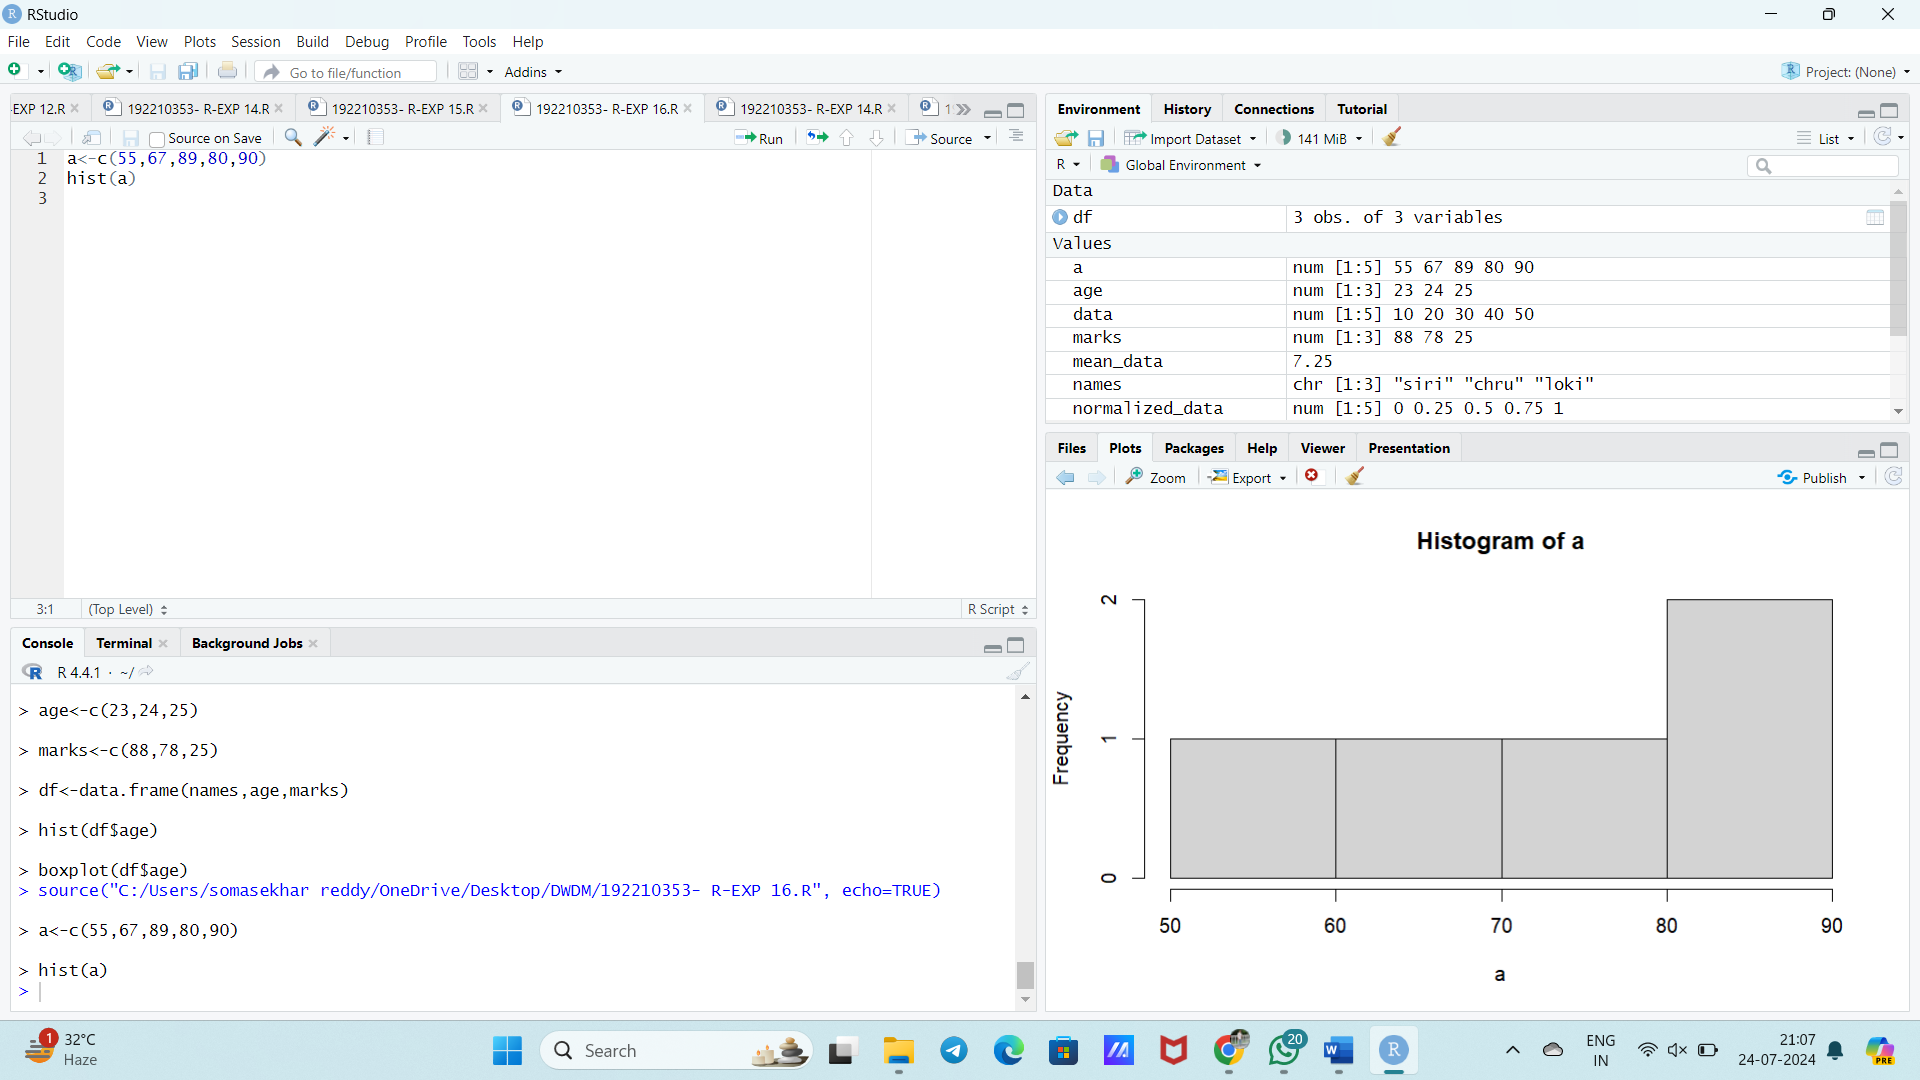 RStudio
File Edit Code View Plots Session Build Debug Profile Tools Help
Go to file/function Addins Project: (None)
-EXP 12.R 192210353- R-EXP 14.R 192210353- R-EXP 15.R 192210353- R-EXP 16.R 192210353- R-EXP 14.R
Source on Save Run Source
1 a<-c(55,67,89,80,90)
2 hist(a)
3
3:1 (Top Level) R Script
Console Terminal Background Jobs
R 4.4.1 · ~/
> age<-c(23,24,25)
> marks<-c(88,78,25)
> df<-data.frame(names,age,marks)
> hist(df$age)
> boxplot(df$age)
> source("C:/Users/somasekhar reddy/OneDrive/Desktop/DWDM/192210353- R-EXP 16.R", echo=TRUE)
> a<-c(55,67,89,80,90)
> hist(a)
>
Environment History Connections Tutorial
Import Dataset 141 MiB List
R Global Environment
Data
df 3 obs. of 3 variables
Values
a num [1:5] 55 67 89 80 90
age num [1:3] 23 24 25
data num [1:5] 10 20 30 40 50
marks num [1:3] 88 78 25
mean_data 7.25
names chr [1:3] "siri" "chru" "loki"
normalized_data num [1:5] 0 0.25 0.5 0.75 1
Files Plots Packages Help Viewer Presentation
Zoom Export Publish
Histogram of a
Frequency
2
1
0
50 60 70 80 90
a
1 32°C
Haze
Search
20
ENG
IN
21:07
24-07-2024
PRE